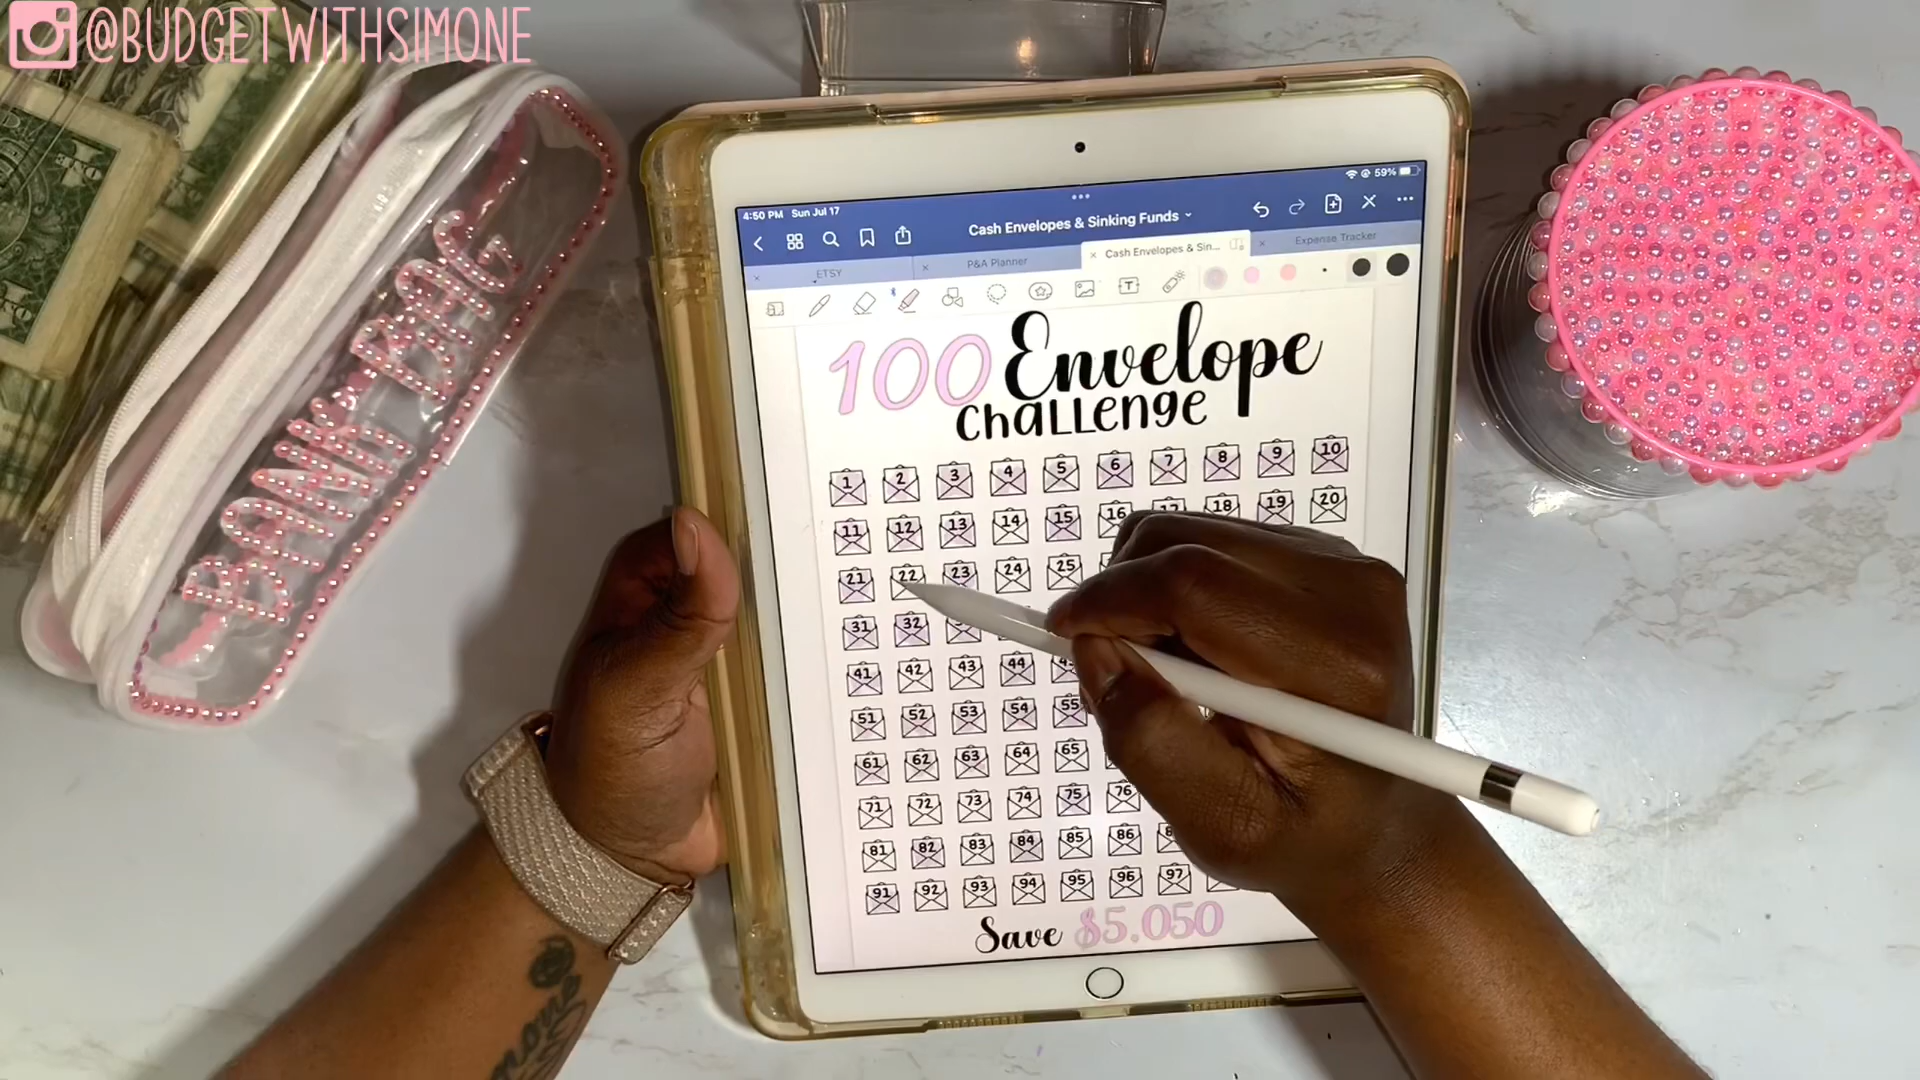 @BUDGETWITHSIMONE
BANK BAG
4:50 PM Sun Jul 17
59%
Cash Envelopes & Sinking Funds
ETSY
P&A Planner
Cash Envelopes & Sin...
Expense Tracker
100 Envelope
Challenge
1 2 3 4 5 6 7 8 9 10
11 12 13 14 15 16 17 18 19 20
21 22 23 24 25
31 32
41 42 43 44
51 52 53 54 55
61 62 63 64 65
71 72 73 74 75 76
81 82 83 84 85 86
91 92 93 94 95 96 97
Save $5.050